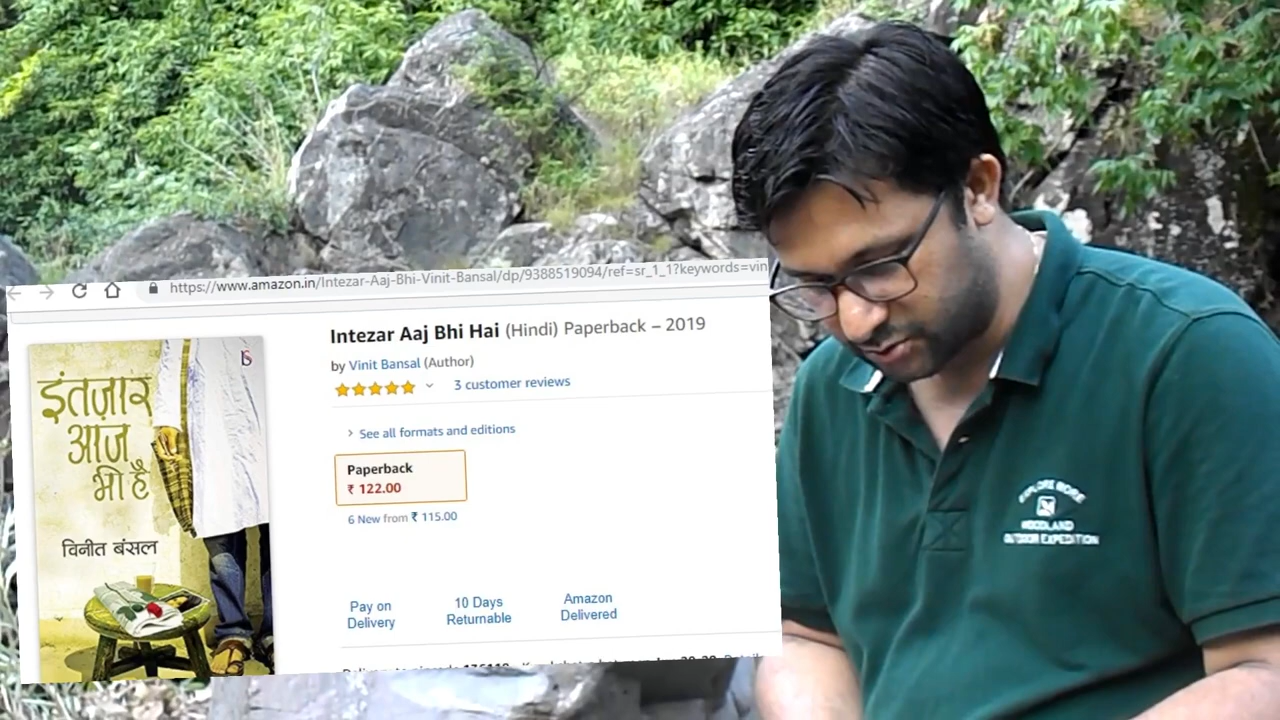 https://www.amazon.in/Intezar-Aaj-Bhi-Vinit-Bansal/dp/9388519094/ref=sr_1_1?keywords=vin
Intezar Aaj Bhi Hai (Hindi) Paperback – 2019
by Vinit Bansal (Author)
3 customer reviews
See all formats and editions
Paperback
₹ 122.00
6 New from ₹ 115.00
Pay on
Delivery
10 Days
Returnable
Amazon
Delivered
इंतज़ार
आज
भी है
विनीत बंसल
EXPLORE MORE
WOODLAND
OUTDOOR EXPEDITION